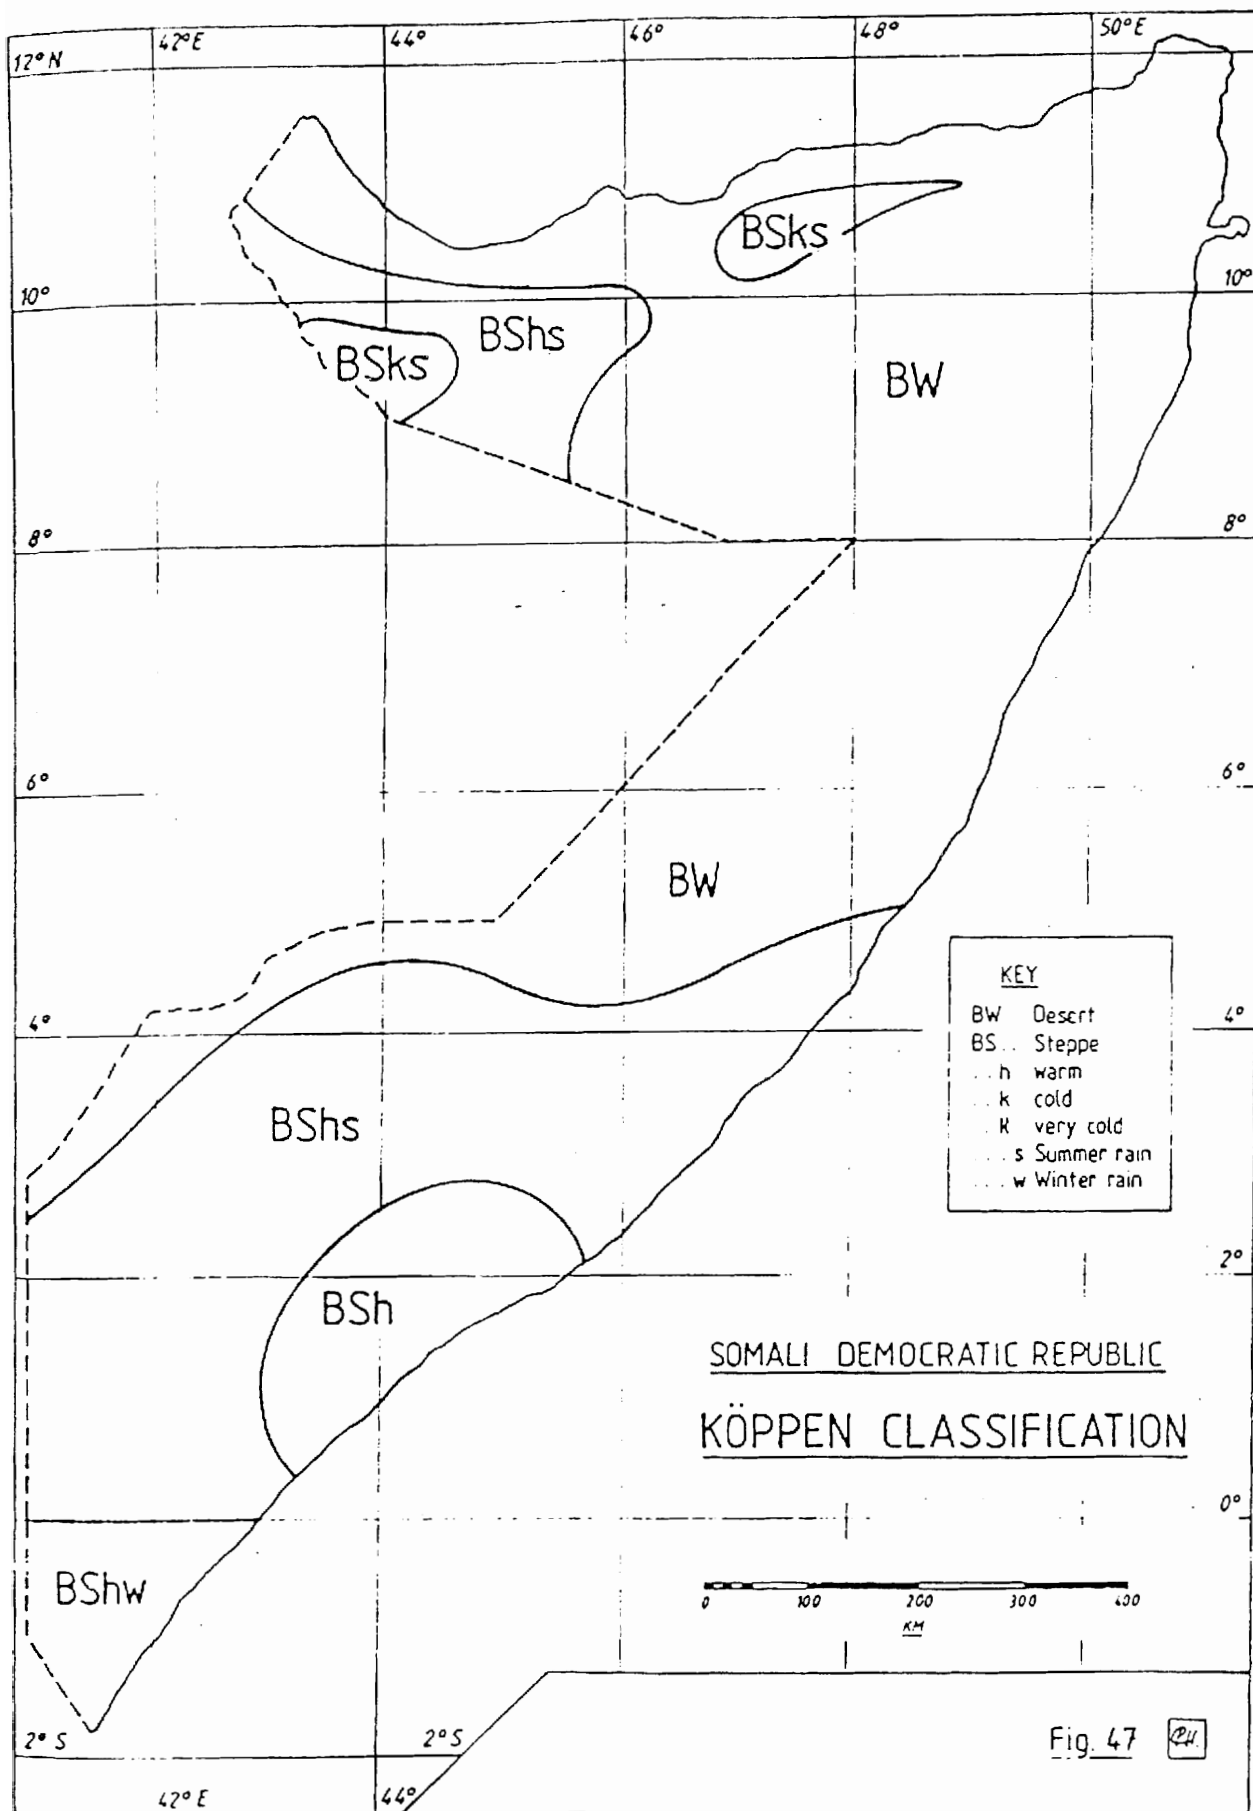 42°E 44° 46° 48° 50°E
12°N
BSks
10° 10°
BShs
BSks
BW
8° 8°
6° 6°
BW
KEY
BW Desert
BS.. Steppe
..h warm
..k cold
.K very cold
...s Summer rain
...w Winter rain
4° 4°
BShs
2°
BSh
SOMALI DEMOCRATIC REPUBLIC
KÖPPEN CLASSIFICATION
0°
BShw
0 100 200 300 400
KM
2°S 2°S
Fig. 47
42°E 44°